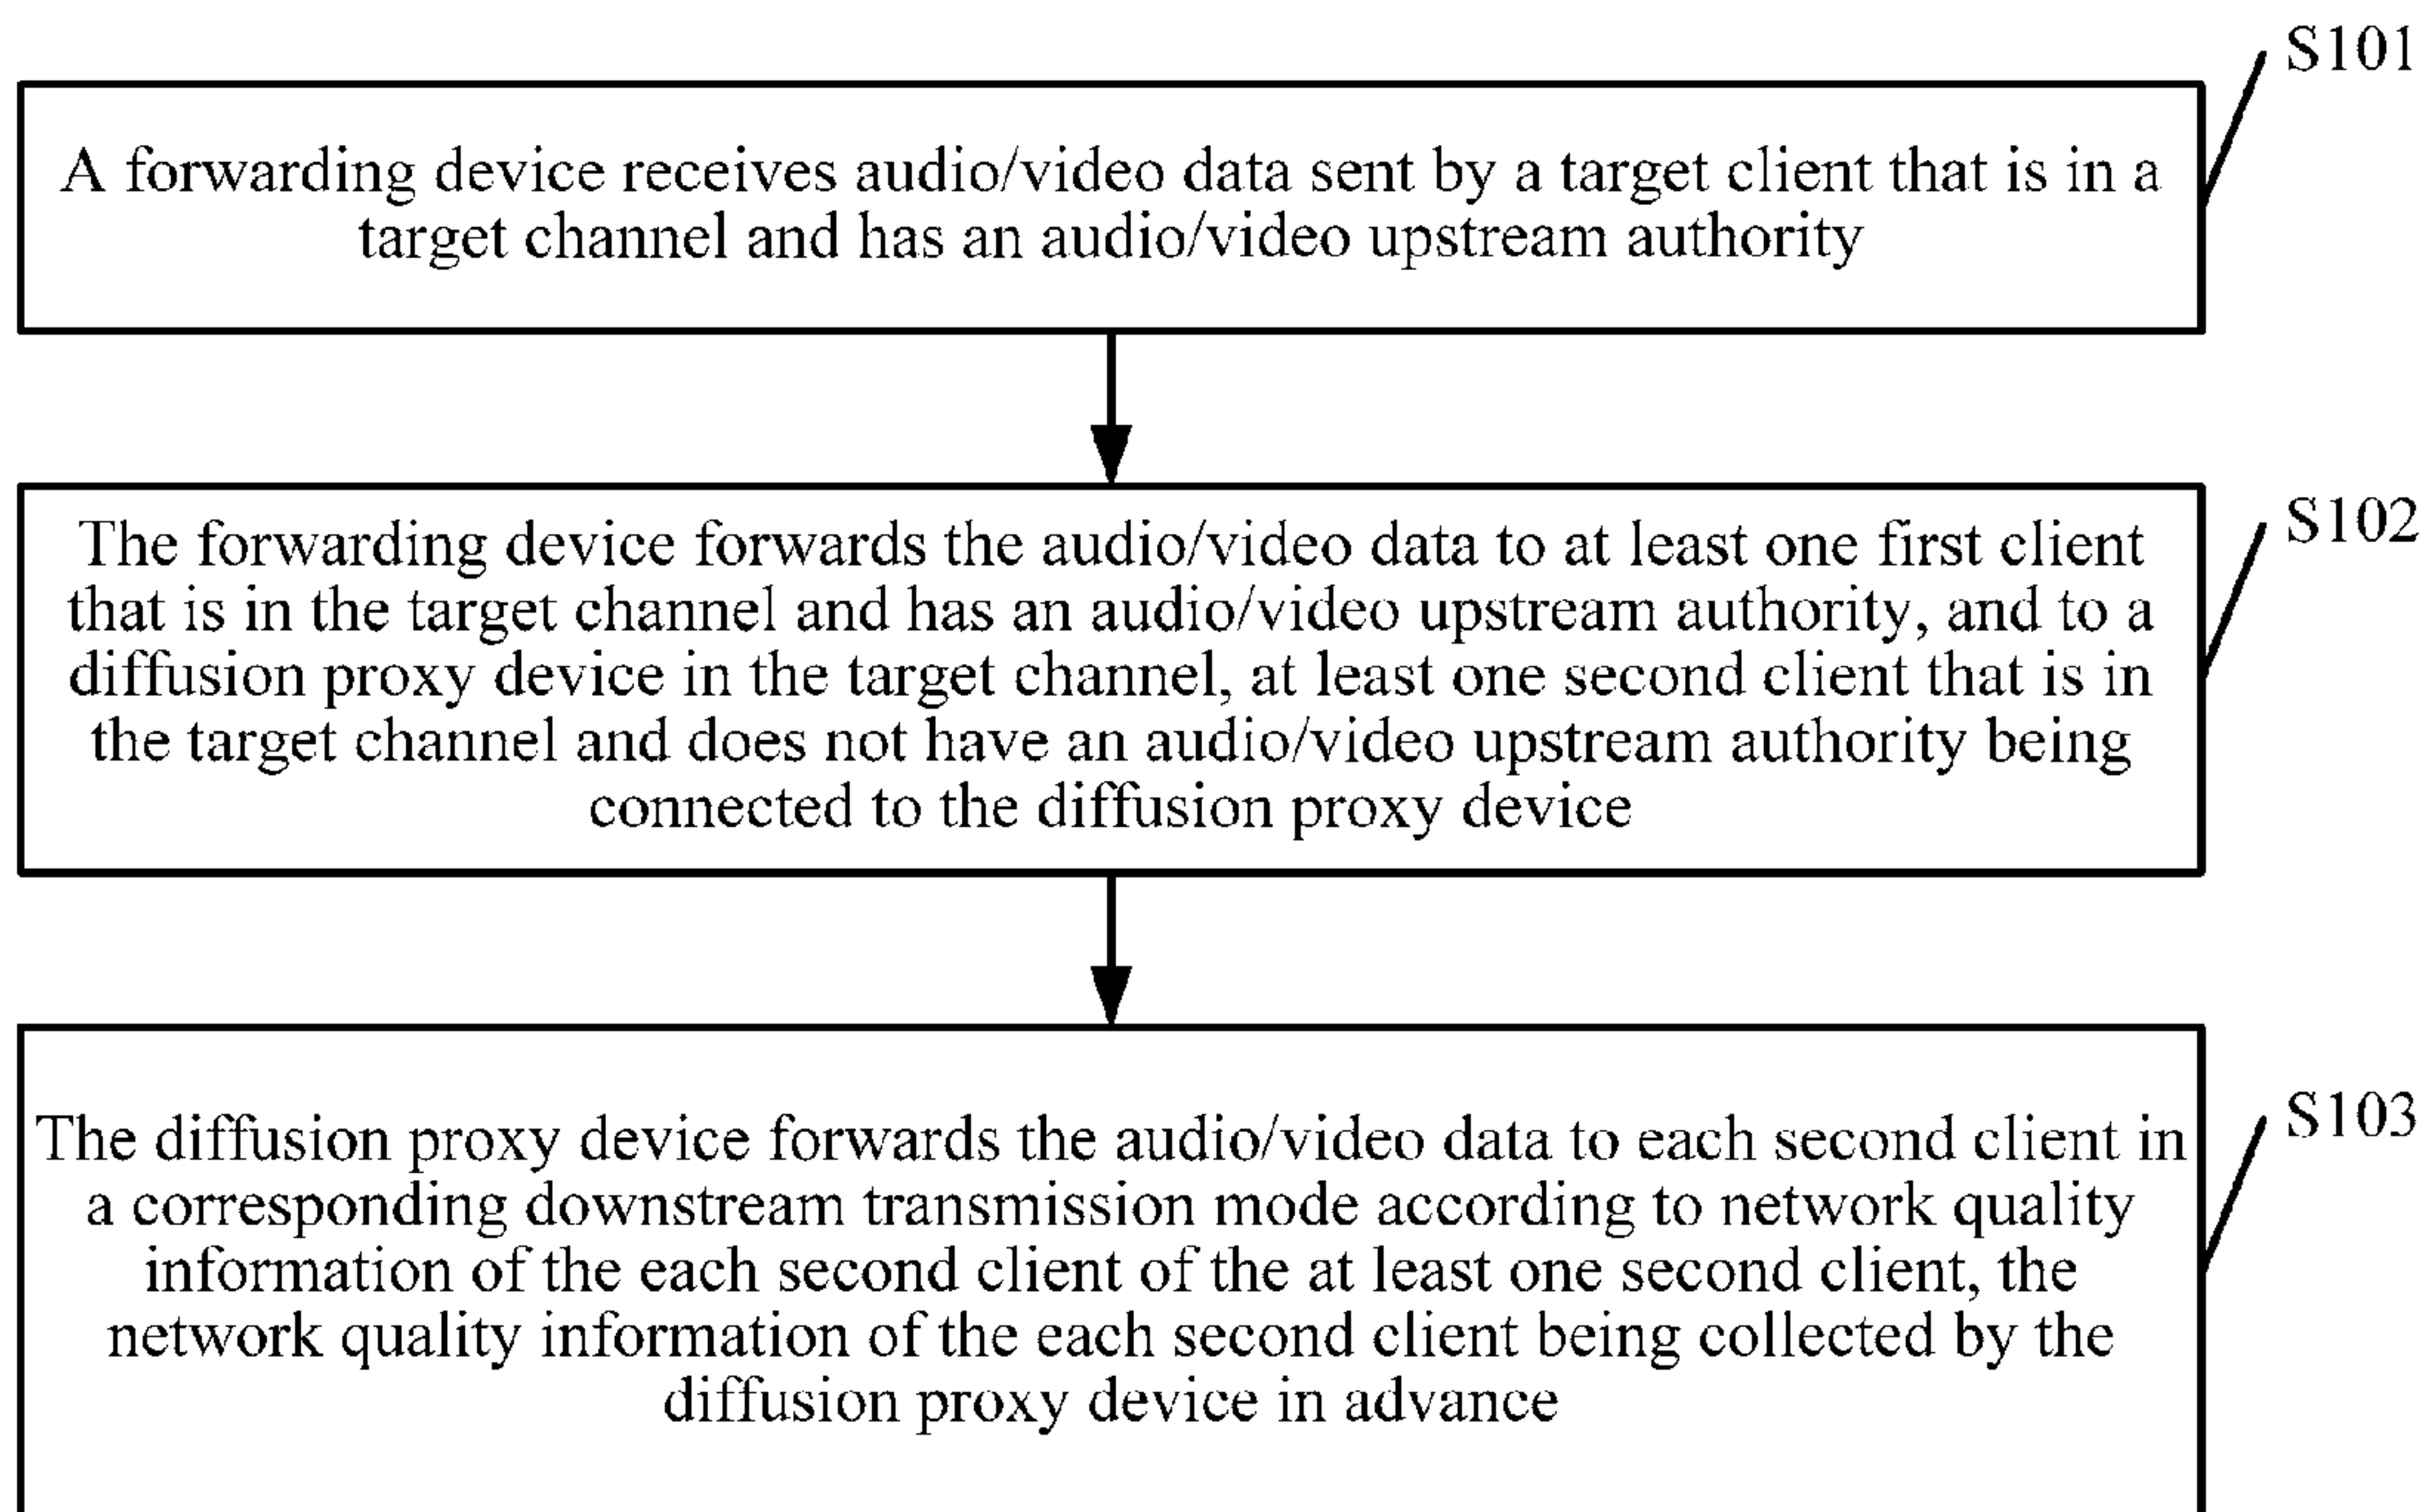 S101
A forwarding device receives audio/video data sent by a target client that is in a
target channel and has an audio/video upstream authority
S102
The forwarding device forwards the audio/video data to at least one first client
that is in the target channel and has an audio/video upstream authority, and to a
diffusion proxy device in the target channel, at least one second client that is in
the target channel and does not have an audio/video upstream authority being
connected to the diffusion proxy device
S103
The diffusion proxy device forwards the audio/video data to each second client in
a corresponding downstream transmission mode according to network quality
information of the each second client of the at least one second client, the
network quality information of the each second client being collected by the
diffusion proxy device in advance